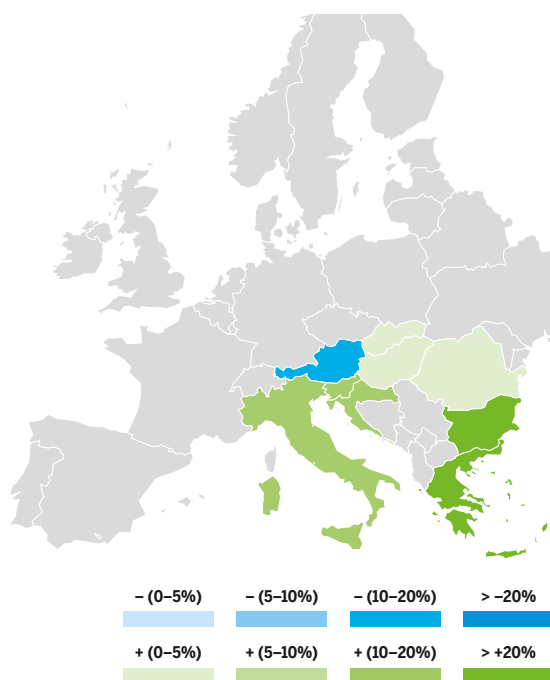 – (0–5%) – (5–10%) – (10–20%) > –20%
+ (0–5%) + (5–10%) + (10–20%) > +20%